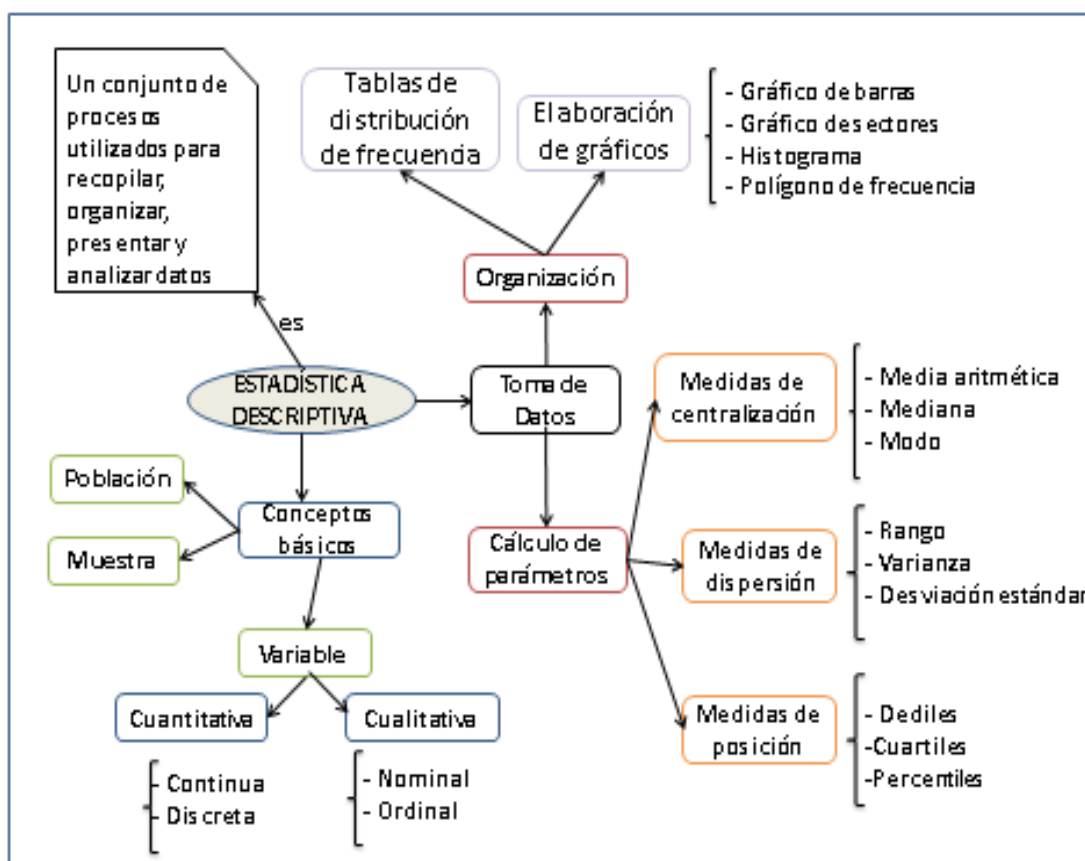 Un conjunto de
procesos
utilizados para
recopilar,
organizar,
presentar y
analizar datos
Tablas de
distribución
de frecuencia
Elaboración
de gráficos
- Gráfico de barras
- Gráfico de sectores
- Histograma
- Polígono de frecuencia
Organización
es
ESTADÍSTICA
DESCRIPTIVA
Toma de
Datos
Medidas de
centralización
- Media aritmética
- Mediana
- Modo
Población
Muestra
Conceptos
básicos
Cálculo de
parámetros
Medidas de
dispersión
- Rango
- Varianza
- Desviación estándar
Variable
Cuantitativa
Cualitativa
- Continua
- Discreta
- Nominal
- Ordinal
Medidas de
posición
- Dediles
-Cuartiles
-Percentiles